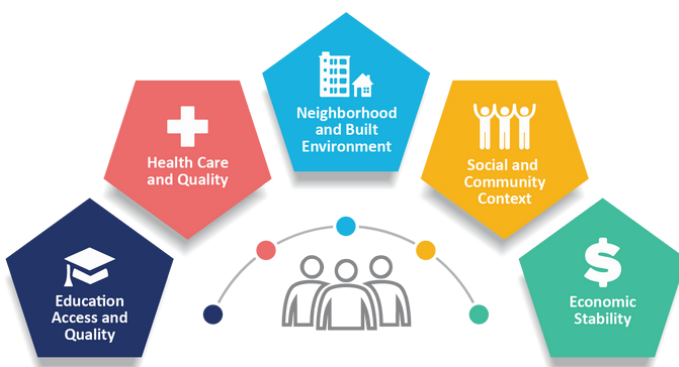 Neighborhood
and Built
Environment
Health Care
and Quality
Social and
Community
Context
Education
Access and
Quality
$
Economic
Stability